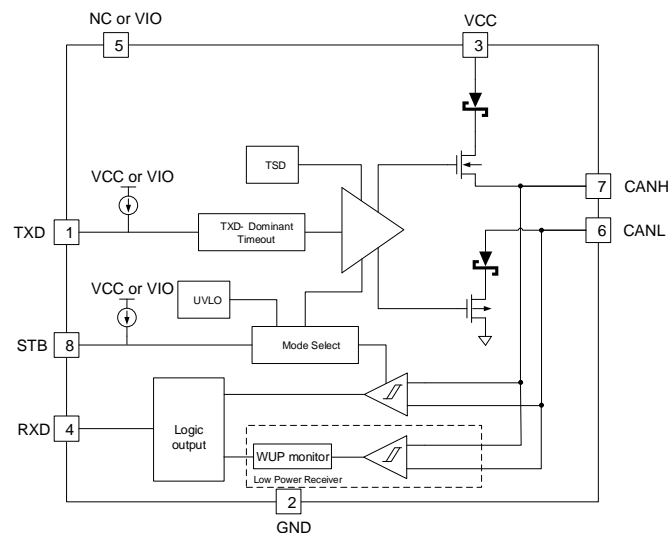 NC or VIO
VCC
5
3
TSD
VCC or VIO
7
CANH
TXD
1
TXD- Dominant
Timeout
6
CANL
VCC or VIO
UVLO
STB
8
Mode Select
RXD
4
Logic
output
WUP monitor
Low Power Receiver
2
GND